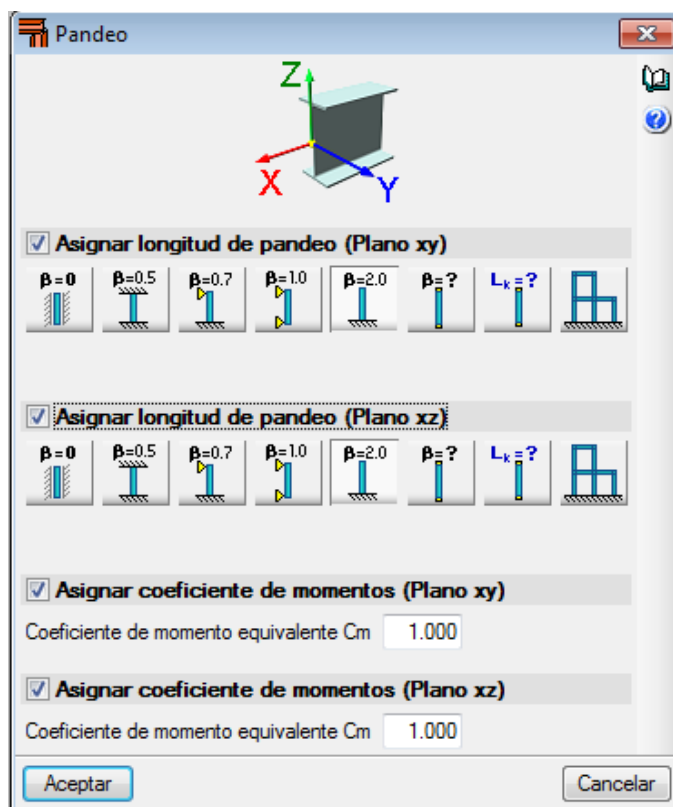 Pandeo
Z
X
Y
Asignar longitud de pandeo (Plano xy)
β=0 β=0.5 β=0.7 β=1.0 β=2.0 β=? Lk=?
Asignar longitud de pandeo (Plano xz)
β=0 β=0.5 β=0.7 β=1.0 β=2.0 β=? Lk=?
Asignar coeficiente de momentos (Plano xy)
Coeficiente de momento equivalente Cm 1.000
Asignar coeficiente de momentos (Plano xz)
Coeficiente de momento equivalente Cm 1.000
Aceptar Cancelar